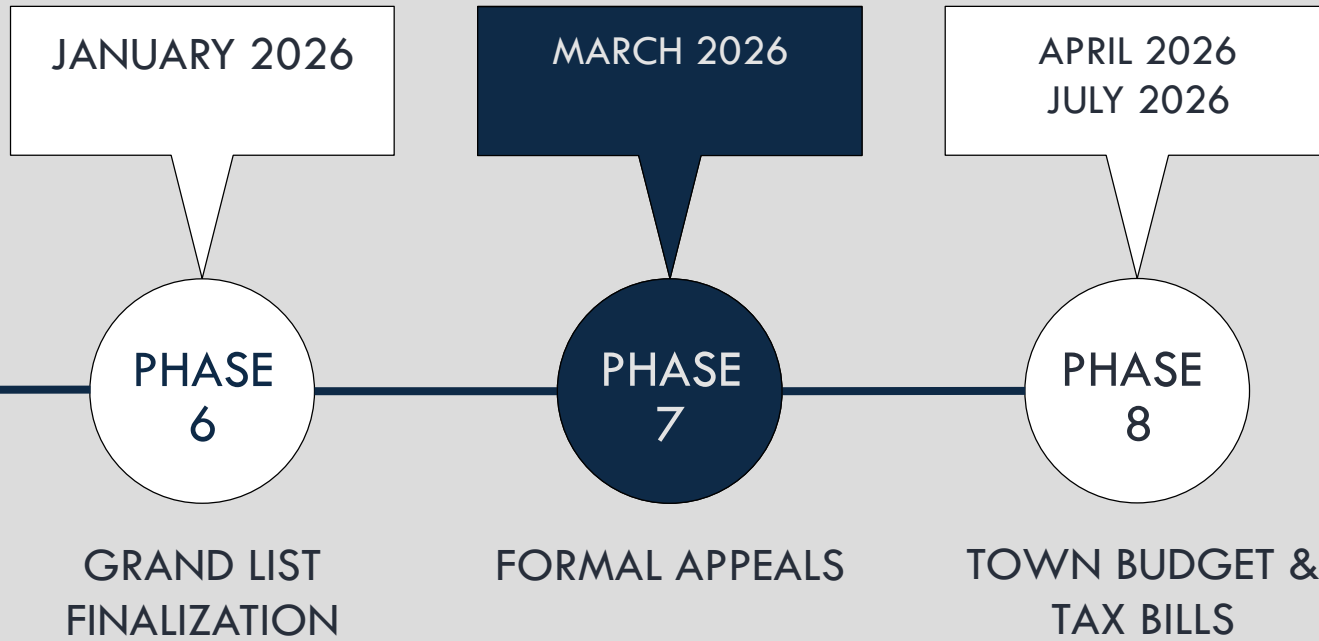 JANUARY 2026
MARCH 2026
APRIL 2026
JULY 2026
PHASE
6
PHASE
7
PHASE
8
GRAND LIST
FINALIZATION
FORMAL APPEALS
TOWN BUDGET &
TAX BILLS